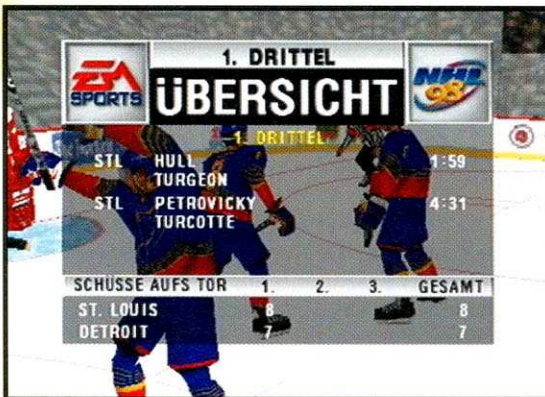 1. DRITTEL
EA
SPORTS
ÜBERSICHT
NHL
98
1. DRITTEL
STL HULL 1:59
TURGEON
STL PETROVICKY 4:31
TURCOTTE
SCHÜSSE AUFS TOR 1. 2. 3. GESAMT
ST. LOUIS 8 8
DETROIT 7 7